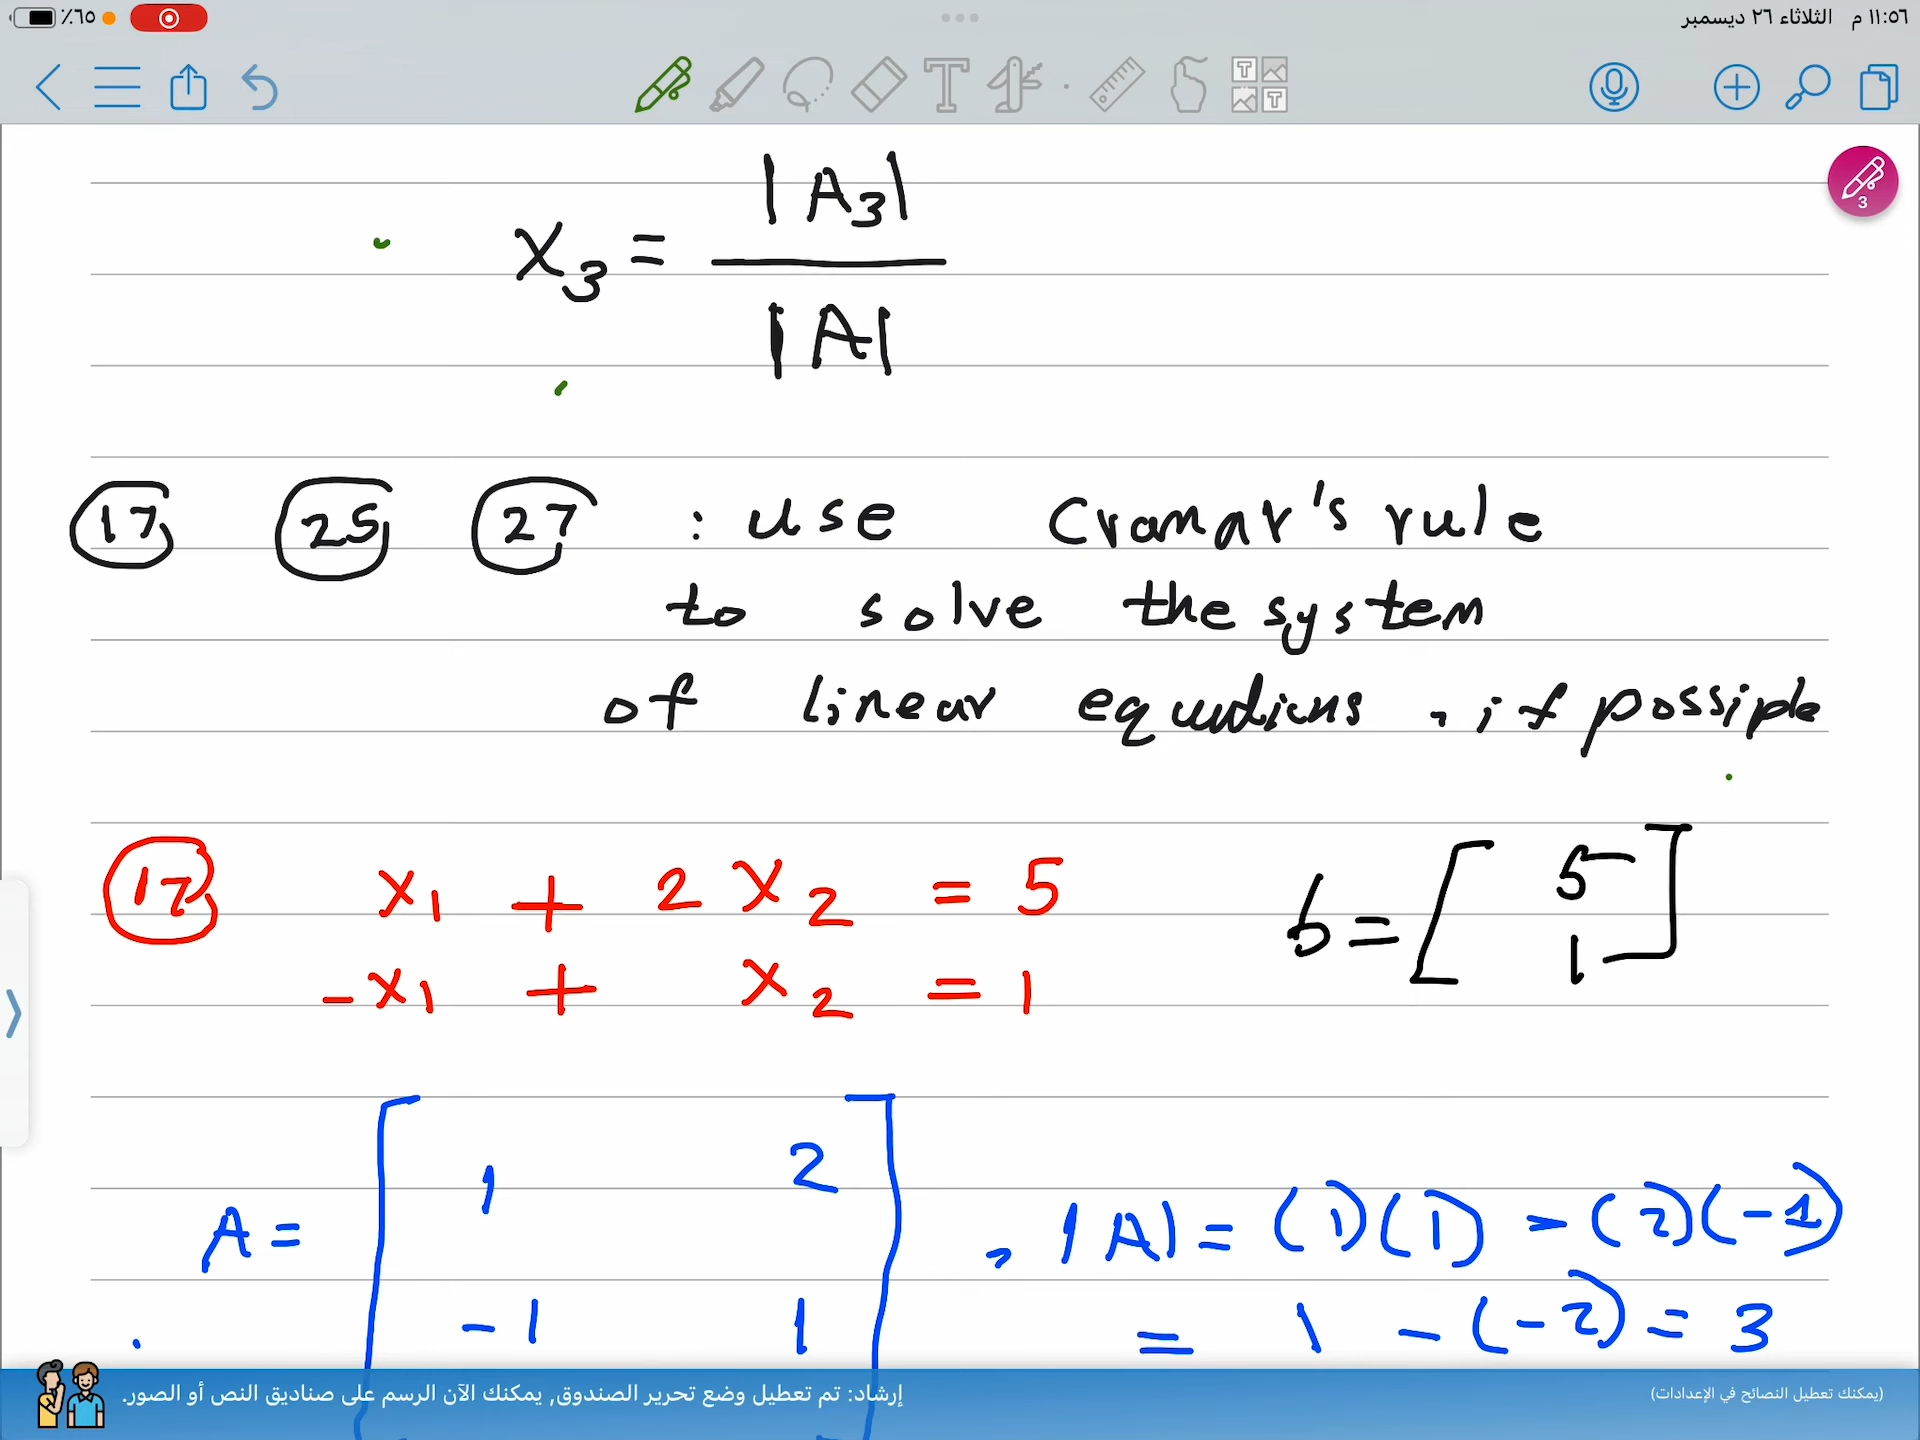 ٪٦٥
١١:٥٦ م الثلاثاء ٢٦ ديسمبر
3
x₃ = |A₃| / |A|
17 25 27 : use Cramar's rule
to solve the system
of linear equations , if possiple
17 x₁ + 2 x₂ = 5
-x₁ + x₂ = 1
b = [ 5
1 ]
A = [ 1 2
-1 1 ]
, |A| = (1)(1) - (2)(-1)
= 1 - (-2) = 3
إرشاد: تم تعطيل وضع تحرير الصندوق, يمكنك الآن الرسم على صناديق النص أو الصور.
(يمكنك تعطيل النصائح في الإعدادات)